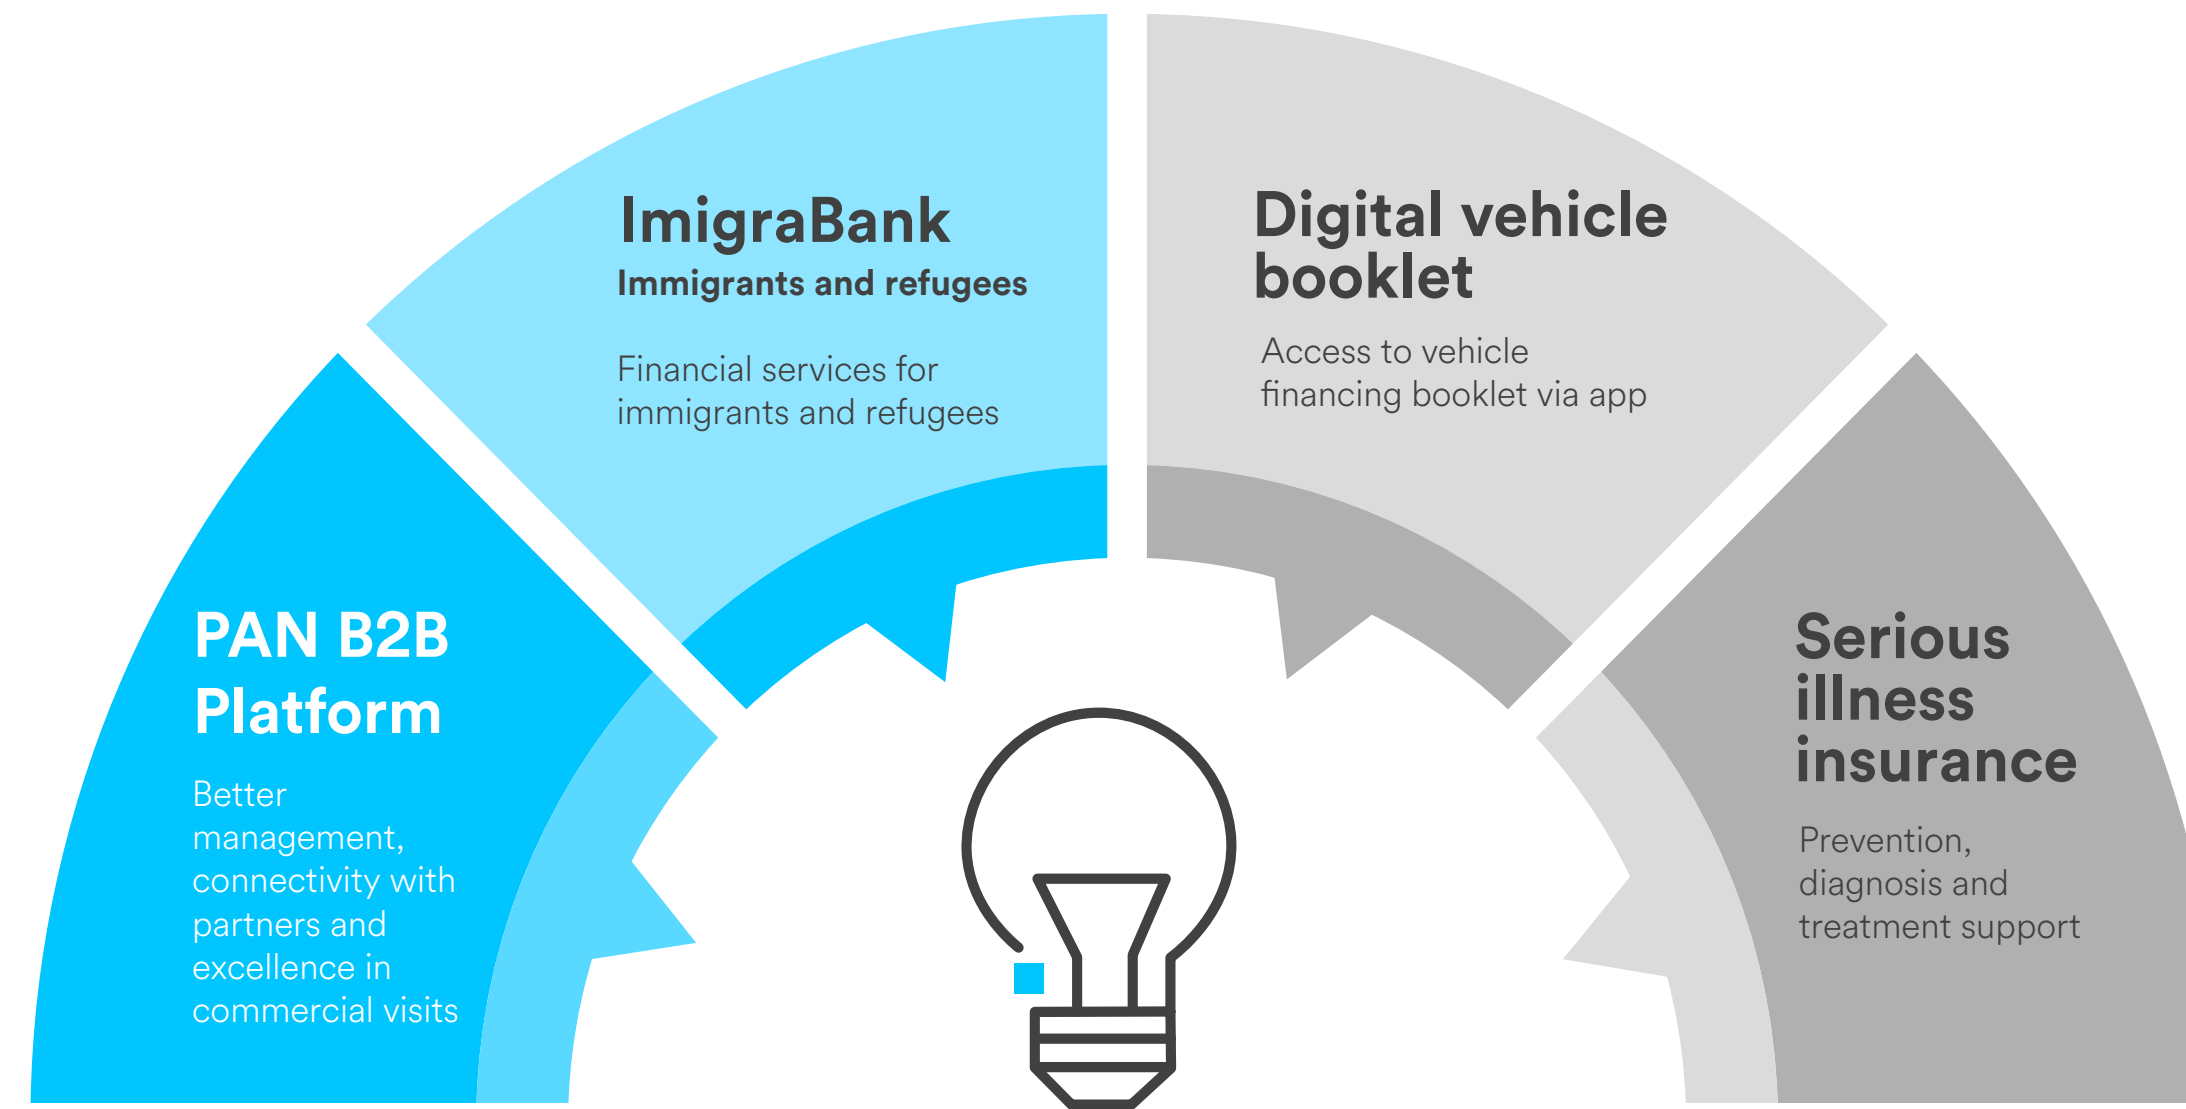 PAN B2B
Platform
Better
management,
connectivity with
partners and
excellence in
commercial visits
ImigraBank
Immigrants and refugees
Financial services for
immigrants and refugees
Digital vehicle
booklet
Access to vehicle
financing booklet via app
Serious
illness
insurance
Prevention,
diagnosis and
treatment support